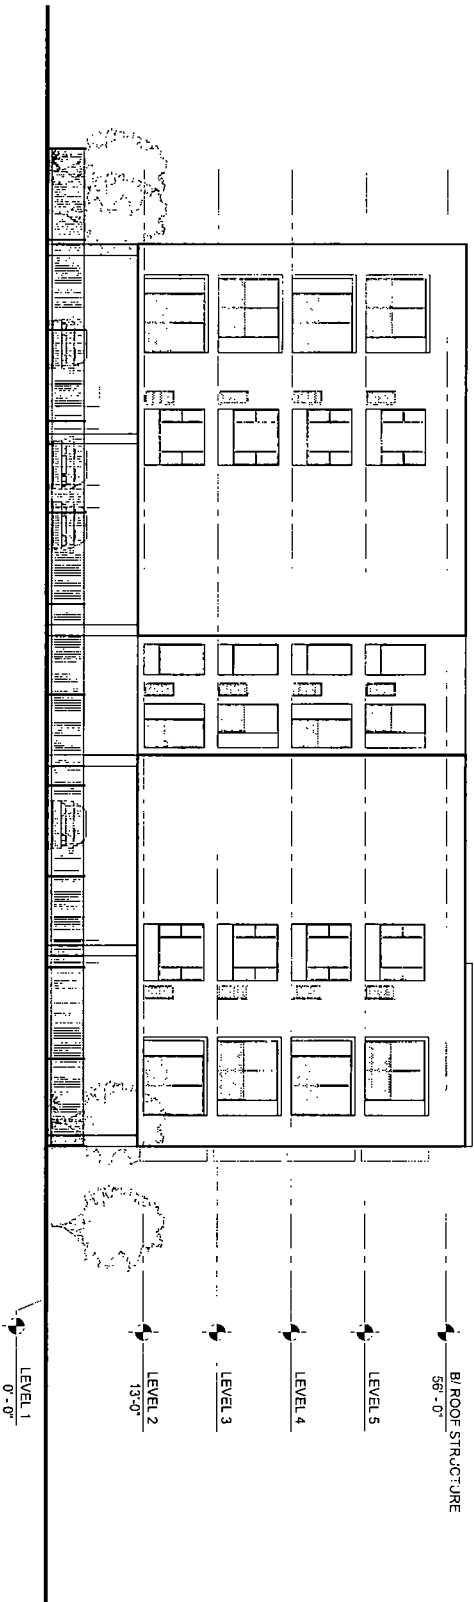 B/ ROOF STRUCTURE
56' - 0"
LEVEL 5
LEVEL 4
LEVEL 3
LEVEL 2
13'-0"
LEVEL 1
0' - 0"